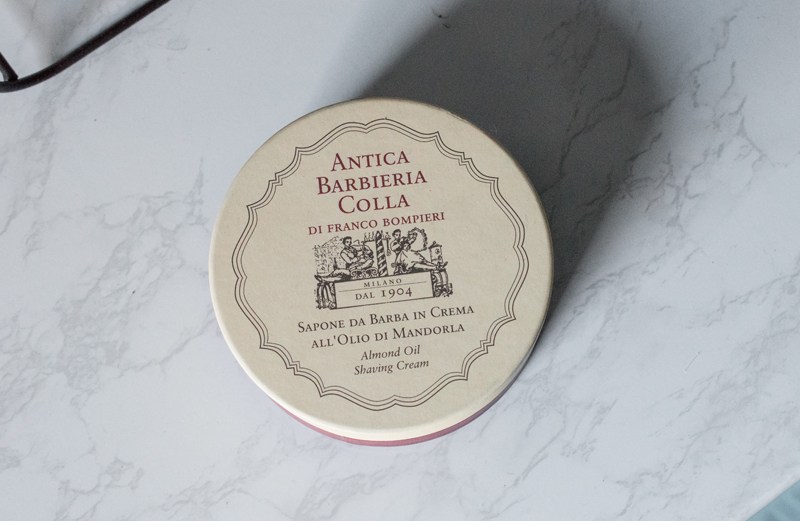 ANTICA
BARBIERIA
COLLA
DI FRANCO BOMPIERI
MILANO
DAL 1904
SAPONE DA BARBA IN CREMA
ALL'OLIO DI MANDORLA
Almond Oil
Shaving Cream